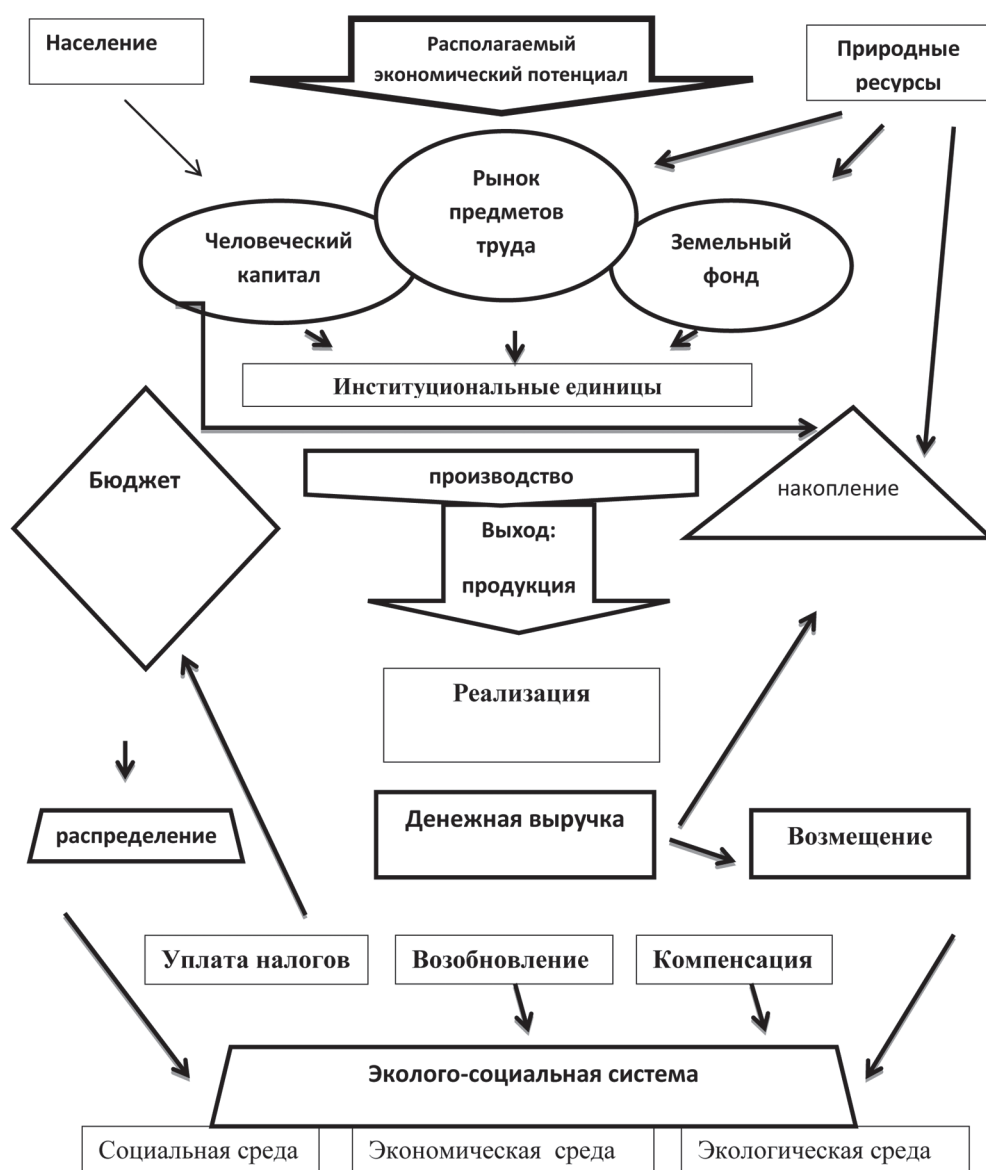 Население
Располагаемый
экономический потенциал
Природные
ресурсы
Рынок
предметов
труда
Человеческий
капитал
Земельный
фонд
Институциональные единицы
Бюджет
производство
накопление
Выход:
продукция
Реализация
Денежная выручка
Возмещение
распределение
Уплата налогов
Возобновление
Компенсация
Эколого-социальная система
Социальная среда
Экономическая среда
Экологическая среда